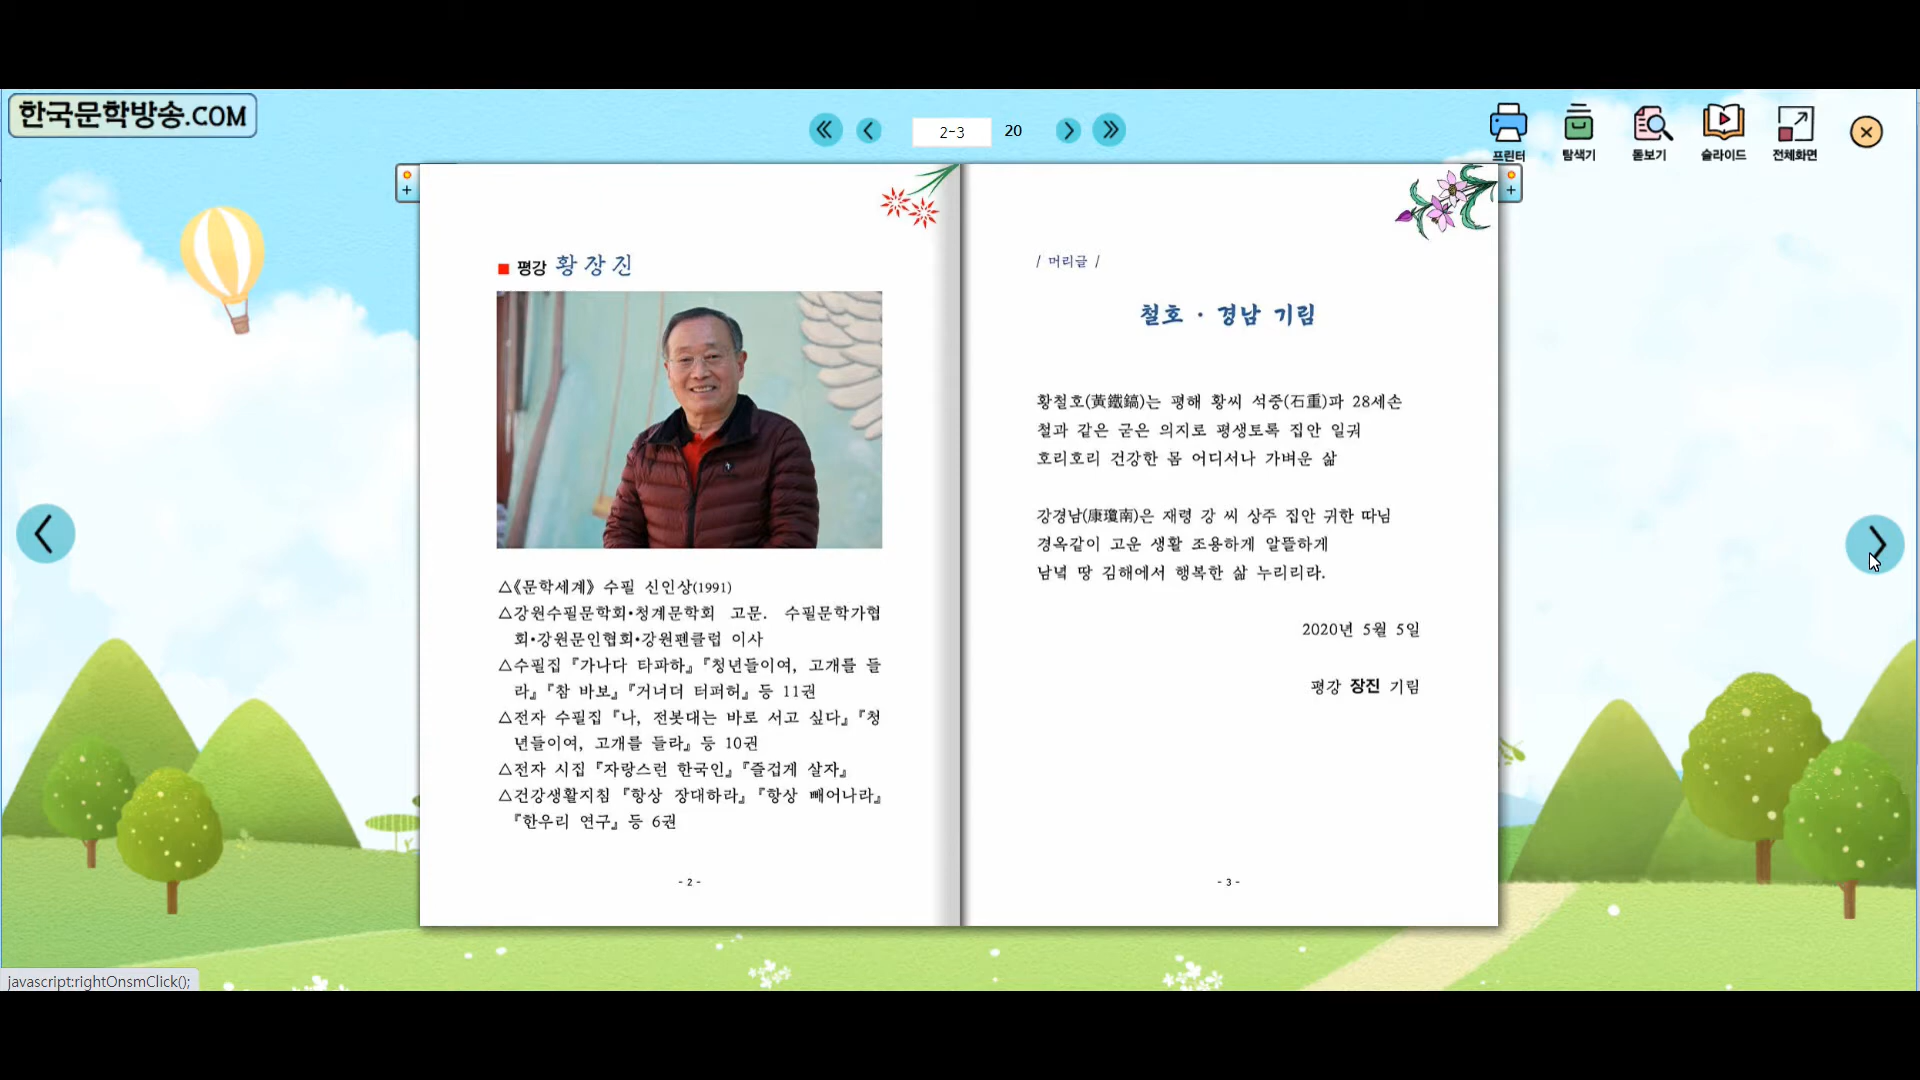 한국문학방송.COM
2-3
20
프린터
탐색기
돋보기
슬라이드
전체화면
■ 평강 황장진
△《문학세계》 수필 신인상(1991)
△강원수필문학회•청계문학회 고문. 수필문학가협
회•강원문인협회•강원펜클럽 이사
△수필집 『가나다 타파하』『청년들이여, 고개를 들
라』『참 바보』『거너더 터퍼허』 등 11권
△전자 수필집 『나, 전봇대는 바로 서고 싶다』『청
년들이여, 고개를 들라』 등 10권
△전자 시집 『자랑스런 한국인』『즐겁게 살자』
△건강생활지침 『항상 장대하라』『항상 빼어나라』
『한우리 연구』 등 6권
- 2 -
/ 머리글 /
철호 · 경남 기림
황철호(黃鐵鎬)는 평해 황씨 석중(石重)파 28세손
철과 같은 굳은 의지로 평생토록 집안 일궈
호리호리 건강한 몸 어디서나 가벼운 삶
강경남(康瓊南)은 재령 강 씨 상주 집안 귀한 따님
경옥같이 고운 생활 조용하게 알뜰하게
남녘 땅 김해에서 행복한 삶 누리리라.
2020년 5월 5일
평강 장진 기림
- 3 -
javascript:rightOnsmClick();